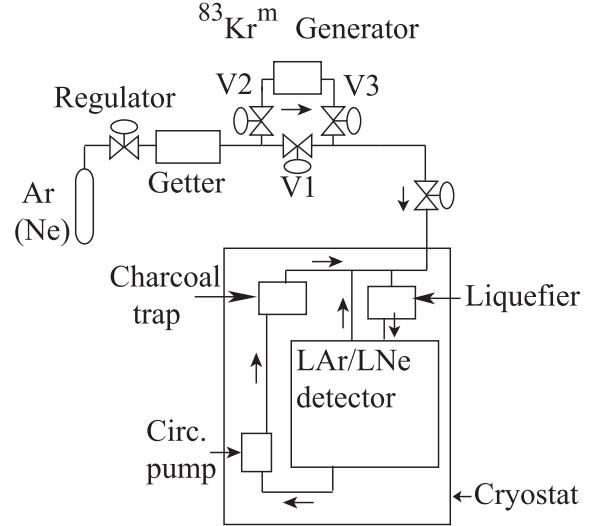 ⁸³Krᵐ Generator
V2
V3
Regulator
Getter
V1
Ar
(Ne)
Charcoal
trap
Liquefier
LAr/LNe
detector
Circ.
pump
Cryostat